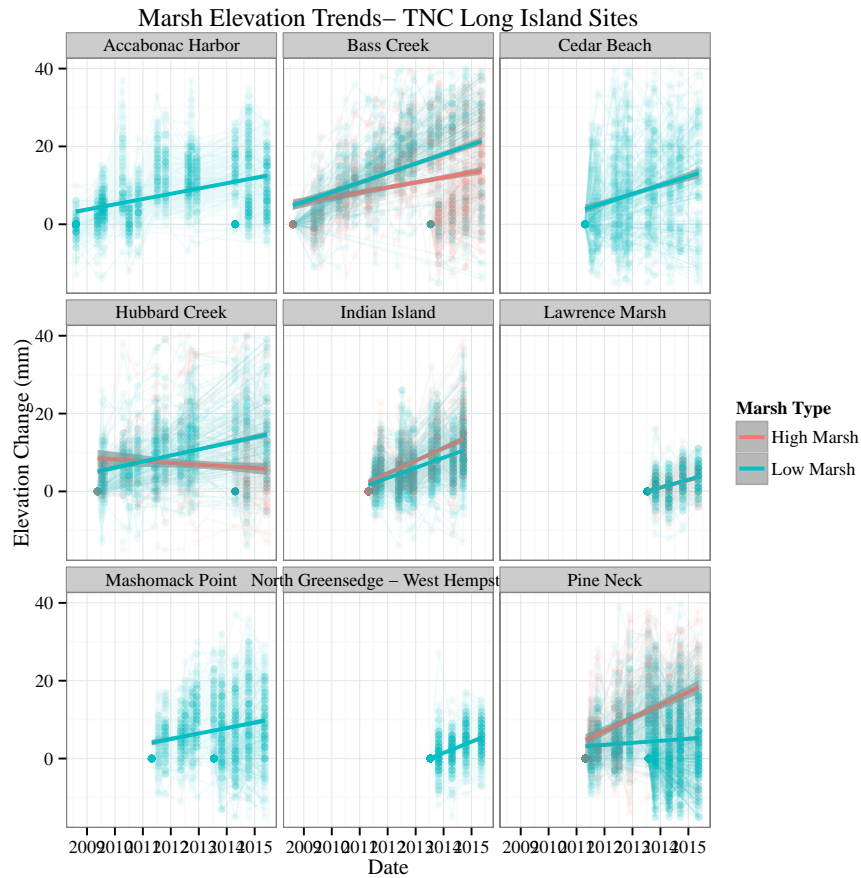 Marsh Elevation Trends– TNC Long Island Sites
Accabonac Harbor Bass Creek Cedar Beach
40
20
0
Hubbard Creek Indian Island Lawrence Marsh
40
20
0
Elevation Change (mm)
Marsh Type
High Marsh
Low Marsh
Mashomack Point North Greensedge – West Hempst Pine Neck
40
20
0
2009 2010 2011 2012 2013 2014 2015 2009 2010 2011 2012 2013 2014 2015 2009 2010 2011 2012 2013 2014 2015
Date